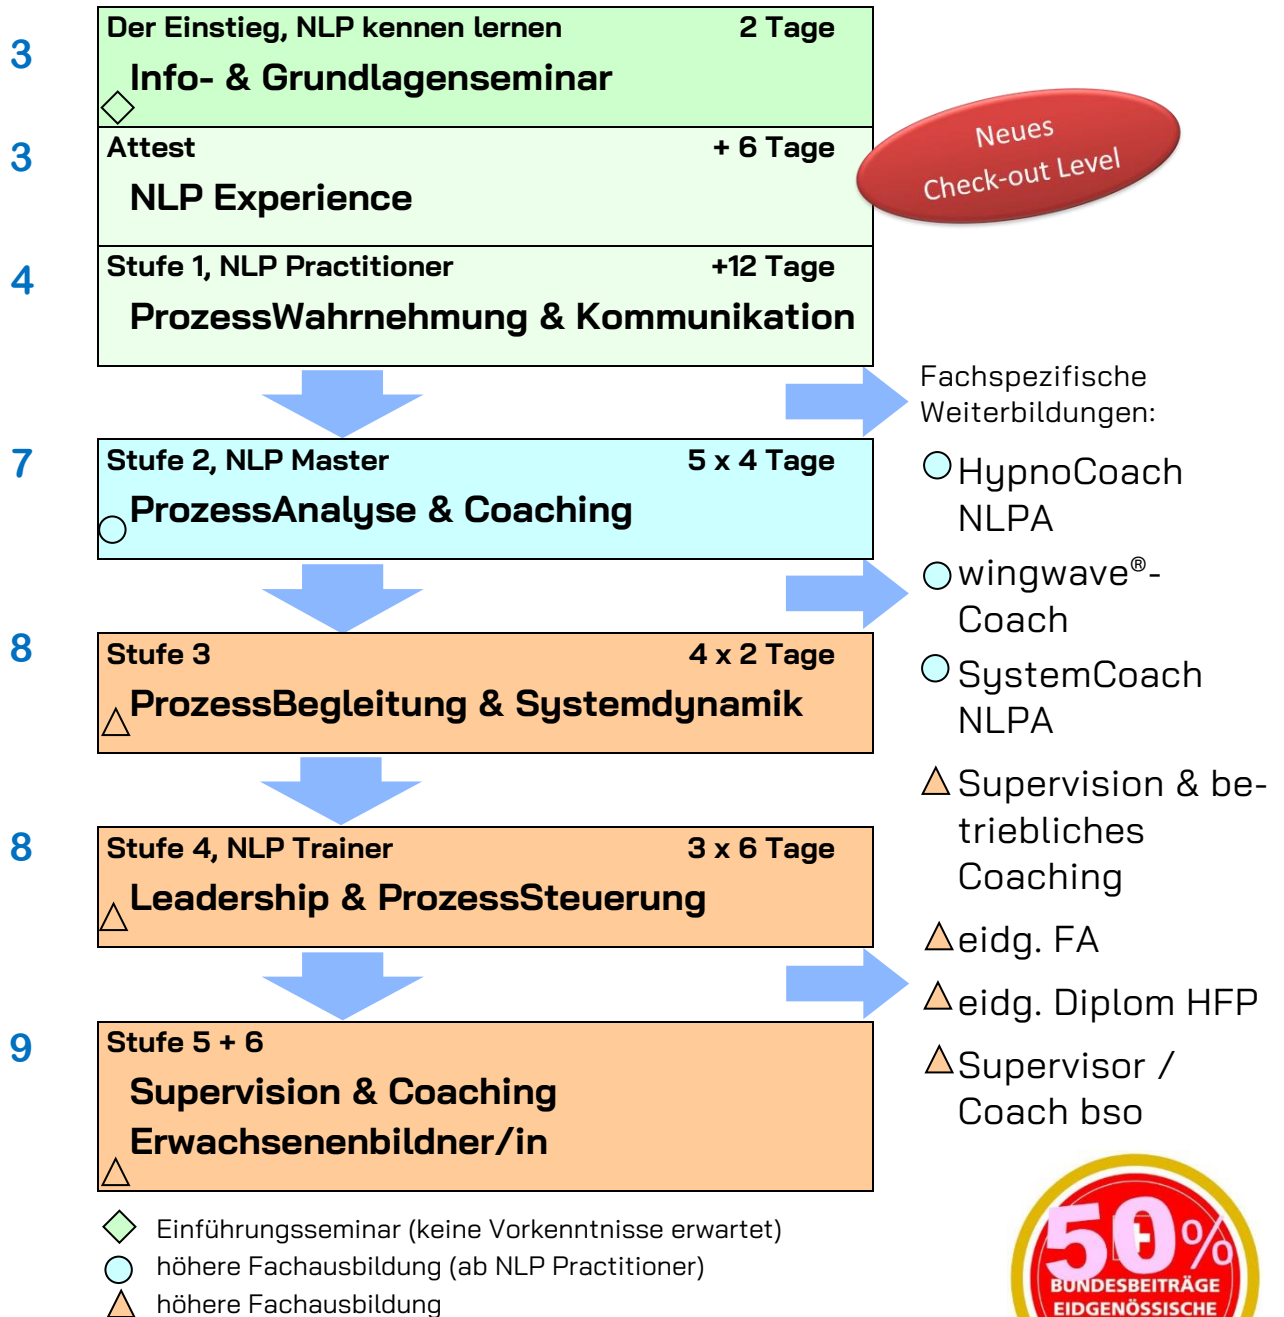 3
Der Einstieg, NLP kennen lernen 2 Tage
Info- & Grundlagenseminar
3
Attest + 6 Tage
NLP Experience
Neues
Check-out Level
4
Stufe 1, NLP Practitioner +12 Tage
ProzessWahrnehmung & Kommunikation
7
Stufe 2, NLP Master 5 x 4 Tage
ProzessAnalyse & Coaching
8
Stufe 3 4 x 2 Tage
ProzessBegleitung & Systemdynamik
8
Stufe 4, NLP Trainer 3 x 6 Tage
Leadership & ProzessSteuerung
9
Stufe 5 + 6
Supervision & Coaching
Erwachsenenbildner/in
Fachspezifische
Weiterbildungen:
HypnoCoach
NLPA
wingwave®-
Coach
SystemCoach
NLPA
Supervision & be-
triebliches
Coaching
eidg. FA
eidg. Diplom HFP
Supervisor /
Coach bso
Einführungsseminar (keine Vorkenntnisse erwartet)
höhere Fachausbildung (ab NLP Practitioner)
höhere Fachausbildung
50%
BUNDESBEITRÄGE
EIDGENÖSSISCHE